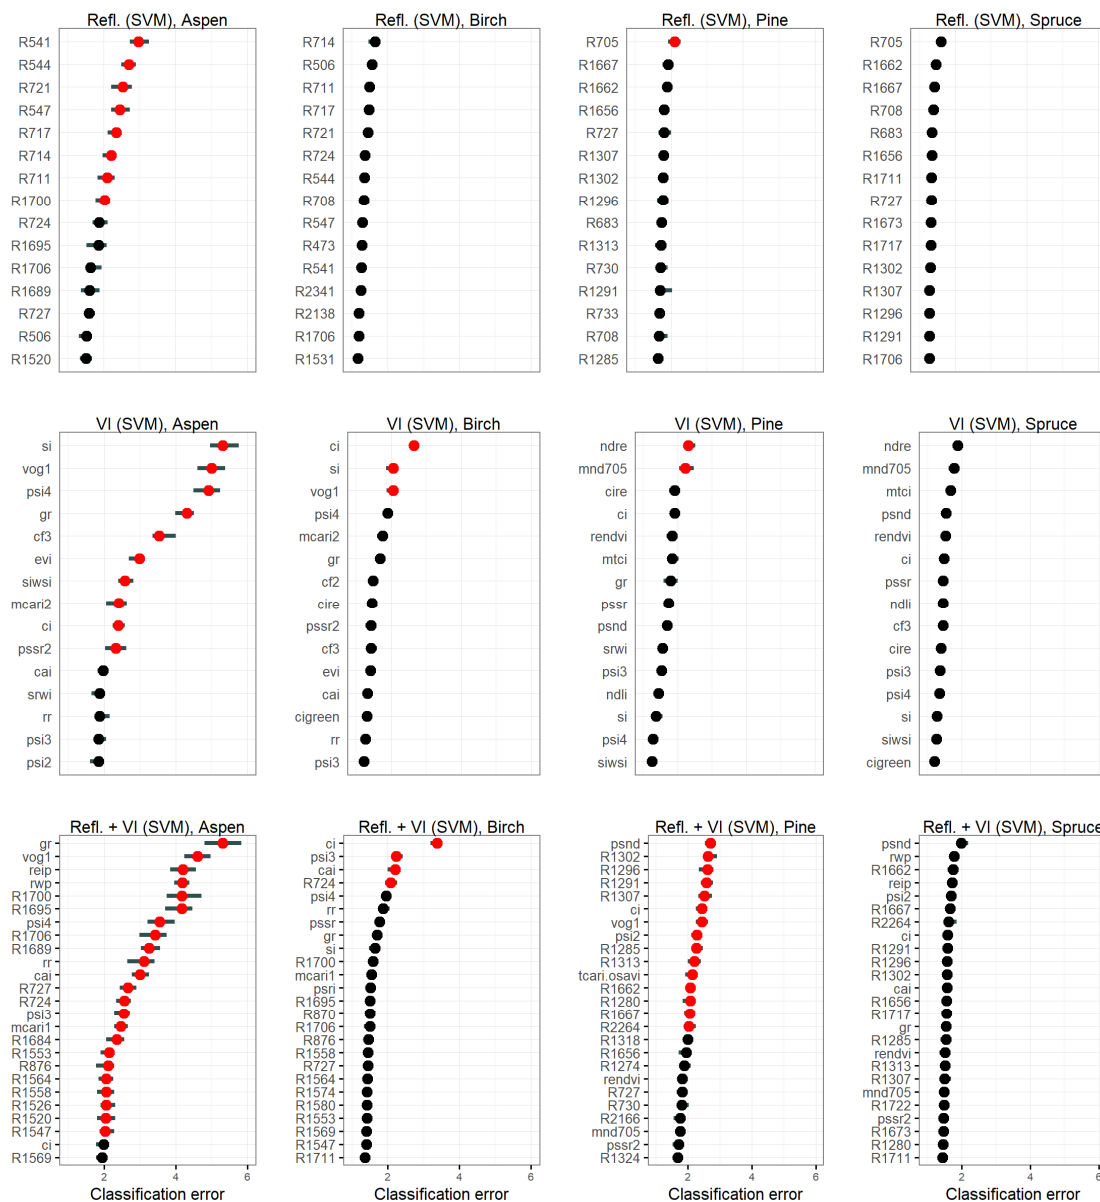 Refl. (SVM), Aspen
R541
R544
R721
R547
R717
R714
R711
R1700
R724
R1695
R1706
R1689
R727
R506
R1520
Refl. (SVM), Birch
R714
R506
R711
R717
R721
R724
R544
R708
R547
R473
R541
R2341
R2138
R1706
R1531
Refl. (SVM), Pine
R705
R1667
R1662
R1656
R727
R1307
R1302
R1296
R683
R1313
R730
R1291
R733
R708
R1285
Refl. (SVM), Spruce
R705
R1662
R1667
R708
R683
R1656
R1711
R727
R1673
R1717
R1302
R1307
R1296
R1291
R1706
VI (SVM), Aspen
si
vog1
psi4
gr
cf3
evi
siwsi
mcari2
ci
pssr2
cai
srwi
rr
psi3
psi2
VI (SVM), Birch
ci
si
vog1
psi4
mcari2
gr
cf2
cire
pssr2
cf3
evi
cai
cigreen
rr
psi3
VI (SVM), Pine
ndre
mnd705
cire
ci
rendvi
mtci
gr
pssr
psnd
srwi
psi3
ndli
si
psi4
siwsi
VI (SVM), Spruce
ndre
mnd705
mtci
psnd
rendvi
ci
pssr
ndli
cf3
cire
psi3
psi4
si
siwsi
cigreen
Refl. + VI (SVM), Aspen
gr
vog1
reip
rwp
R1700
R1695
psi4
R1706
R1689
rr
cai
R727
R724
psi3
mcari1
R1684
R1553
R876
R1564
R1558
R1526
R1520
R1547
ci
R1569
2 4 6
Classification error
Refl. + VI (SVM), Birch
ci
psi3
cai
R724
psi4
rr
pssr
gr
si
R1700
mcari1
psri
R1695
R870
R1706
R876
R1558
R727
R1564
R1574
R1580
R1553
R1569
R1547
R1711
2 4 6
Classification error
Refl. + VI (SVM), Pine
psnd
R1302
R1296
R1291
R1307
ci
vog1
psi2
R1285
R1313
tcari.osavi
R1662
R1280
R1667
R2264
R1318
R1656
R1274
rendvi
R727
R730
R2166
mnd705
pssr2
R1324
2 4 6
Classification error
Refl. + VI (SVM), Spruce
psnd
rwp
R1662
reip
psi2
R1667
R2264
ci
R1291
R1296
R1302
cai
R1656
R1717
gr
R1285
rendvi
R1313
R1307
mnd705
R1722
pssr2
R1673
R1280
R1711
2 4 6
Classification error